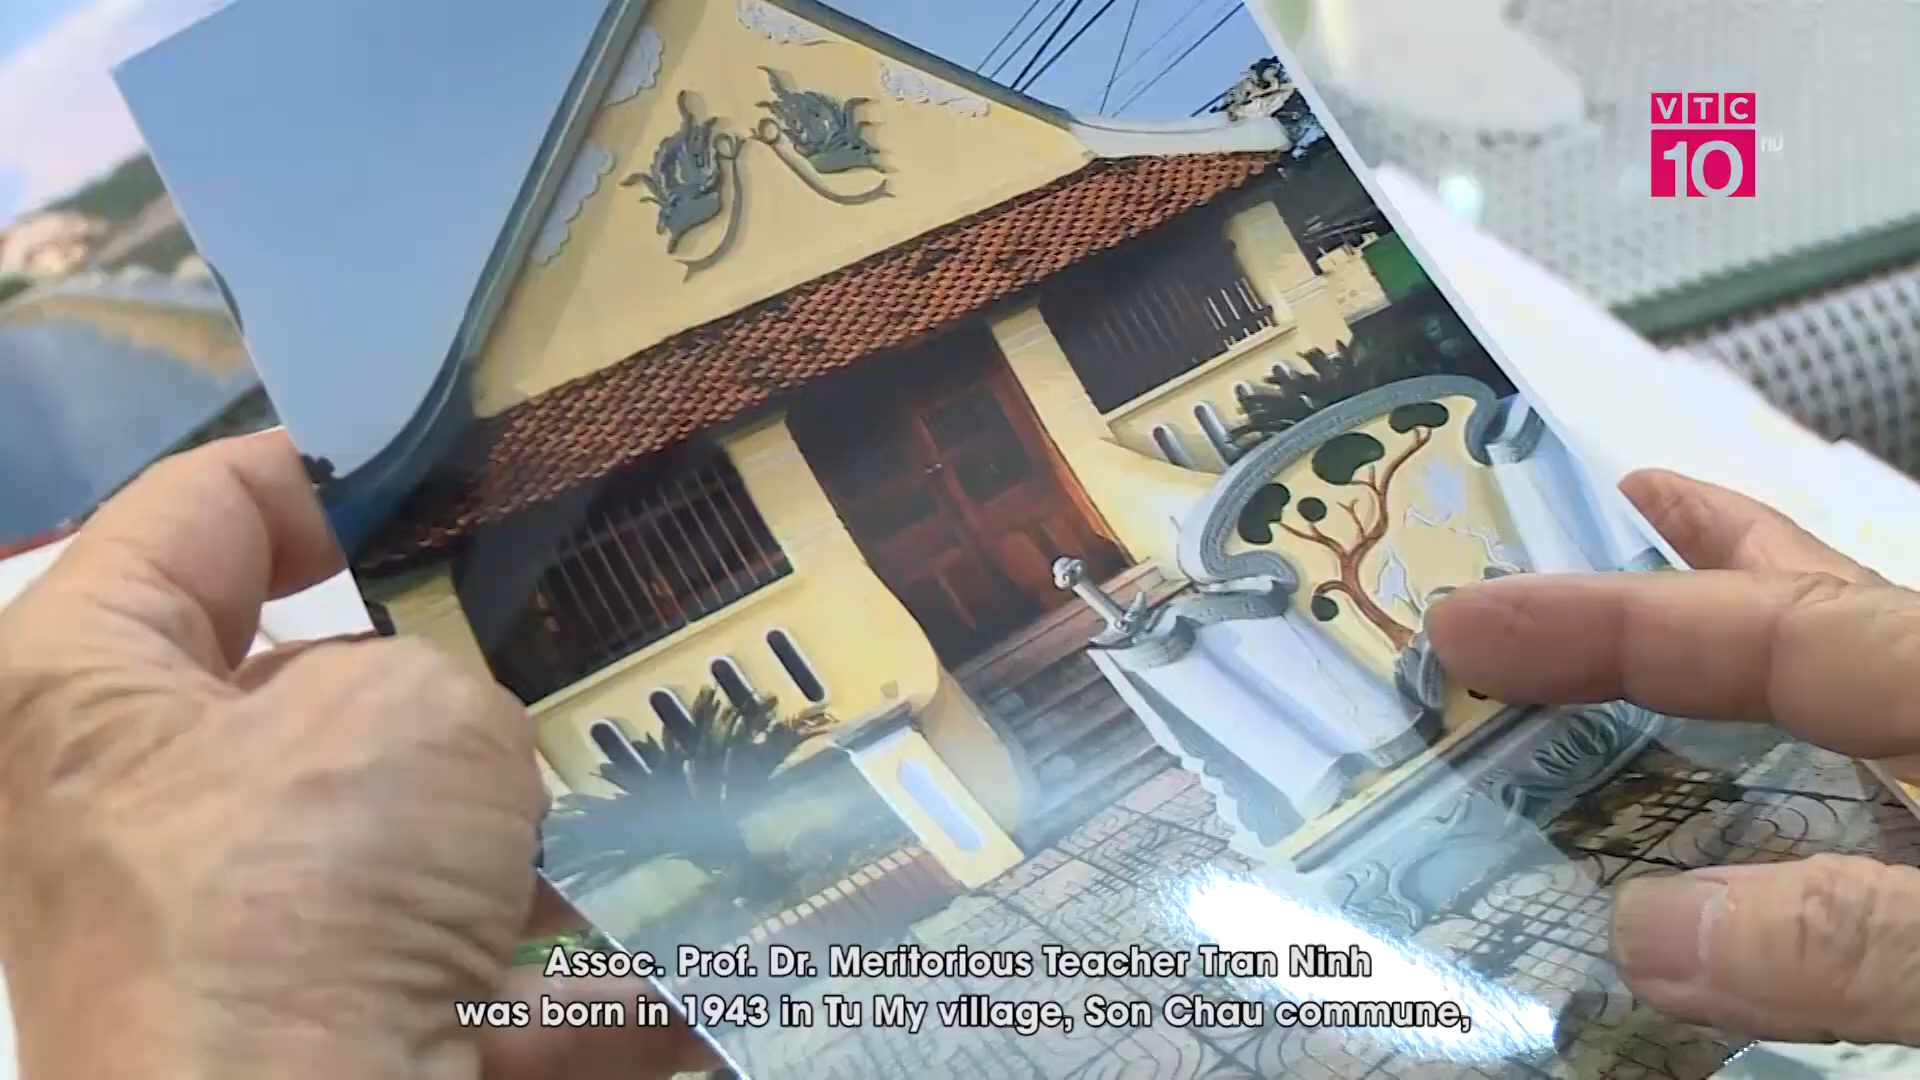 VTC
10
Assoc. Prof. Dr. Meritorious Teacher Tran Ninh
was born in 1943 in Tu My village, Son Chau commune,